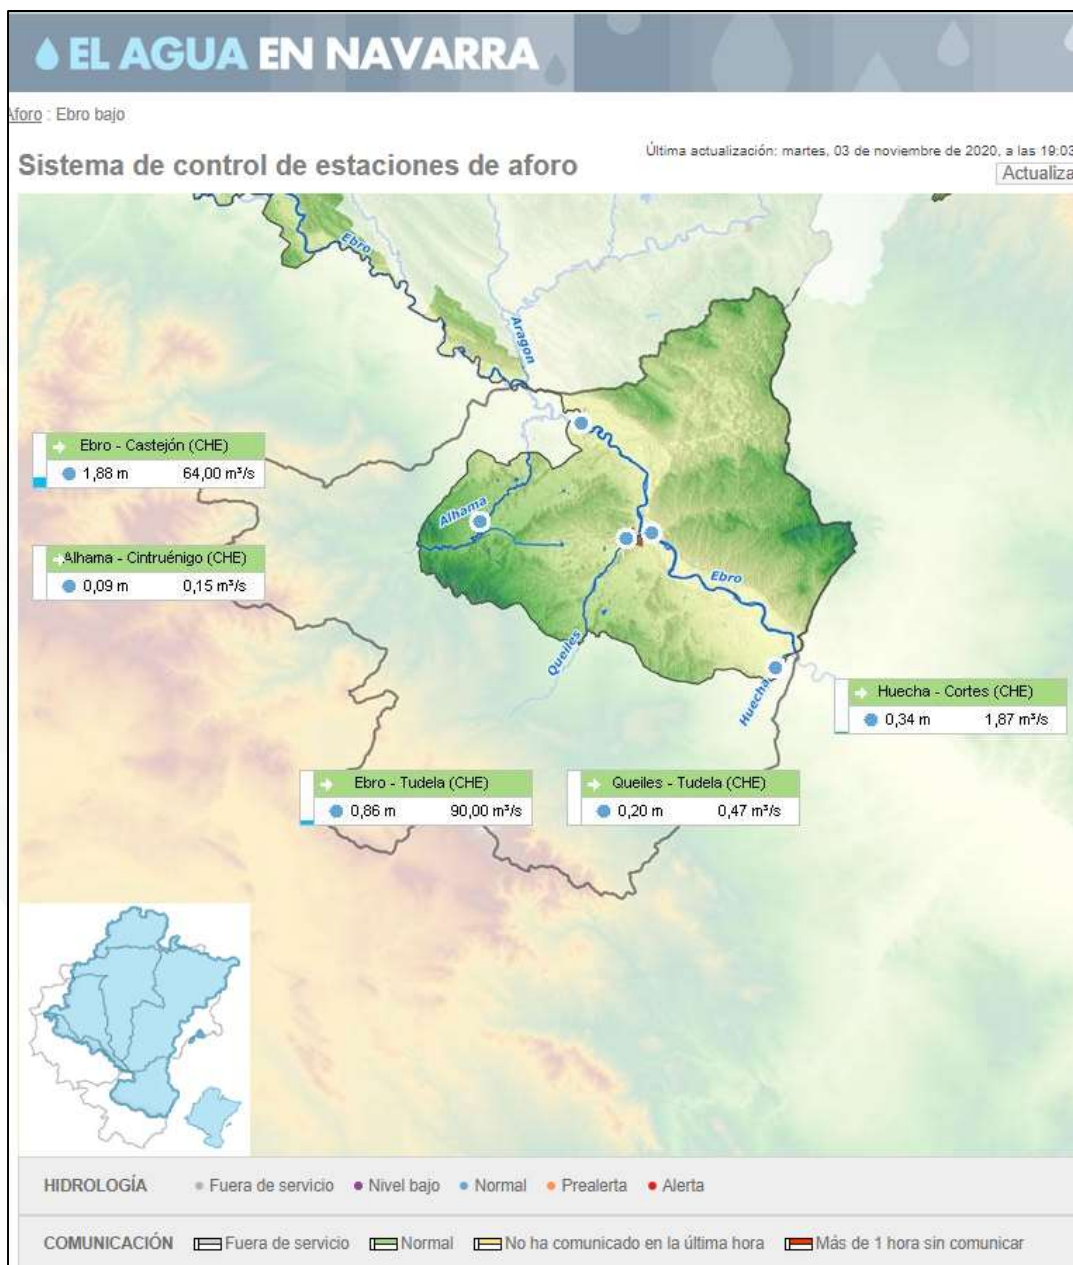 EL AGUA EN NAVARRA
Aforo : Ebro bajo
Última actualización: martes, 03 de noviembre de 2020, a las 19:03
Sistema de control de estaciones de aforo
Actualiza
Ebro
Aragon
Ebro - Castejón (CHE)
1,88 m 64,00 m³/s
Alhama
Alhama - Cintruénigo (CHE)
0,09 m 0,15 m³/s
Ebro
Queiles
Huecha
Huecha - Cortes (CHE)
0,34 m 1,87 m³/s
Ebro - Tudela (CHE)
0,86 m 90,00 m³/s
Queiles - Tudela (CHE)
0,20 m 0,47 m³/s
HIDROLOGÍA Fuera de servicio Nivel bajo Normal Prealerta Alerta
COMUNICACIÓN Fuera de servicio Normal No ha comunicado en la última hora Más de 1 hora sin comunicar